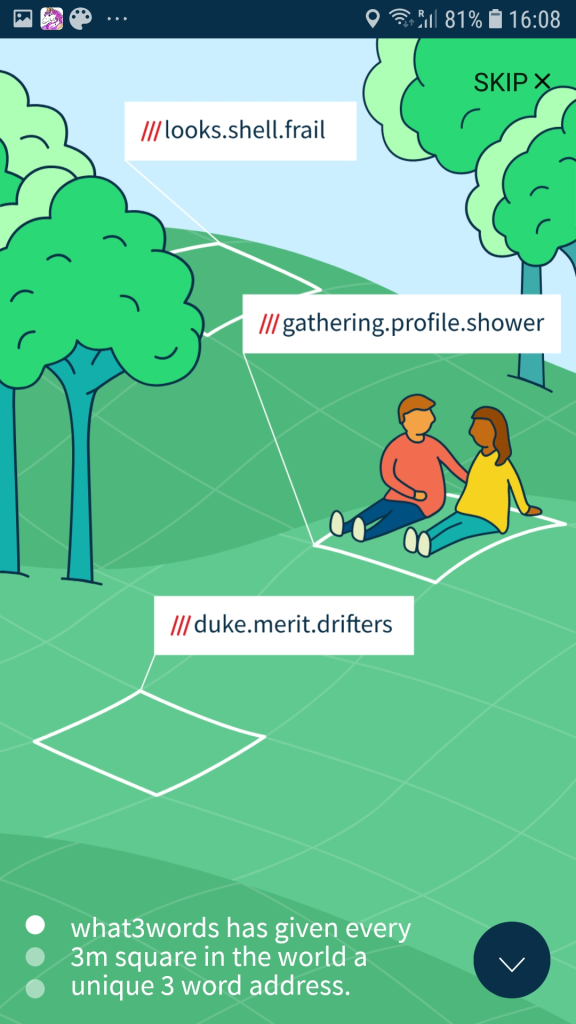 81% 16:08
SKIP ✕
///looks.shell.frail
///gathering.profile.shower
///duke.merit.drifters
what3words has given every
3m square in the world a
unique 3 word address.